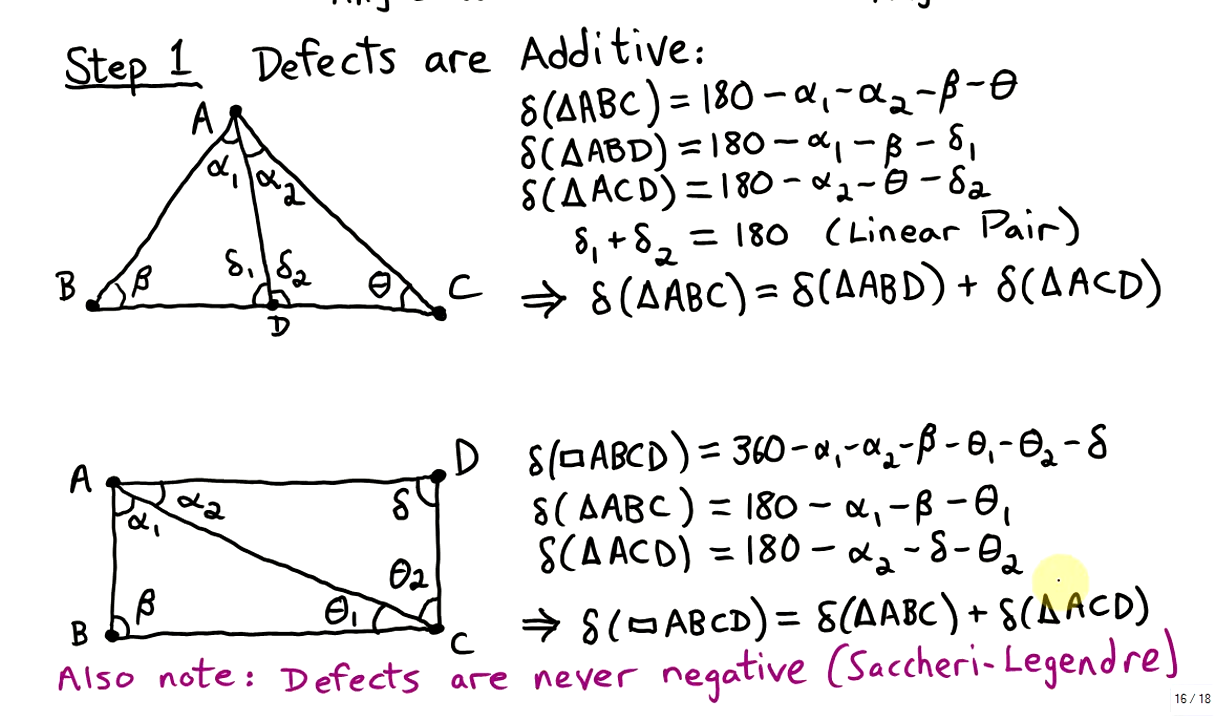 Step 1 Defects are Additive:
δ(ΔABC) = 180 - α₁ - α₂ - β - θ
δ(ΔABD) = 180 - α₁ - β - δ₁
δ(ΔACD) = 180 - α₂ - θ - δ₂
δ₁ + δ₂ = 180 (Linear Pair)
⇒ δ(ΔABC) = δ(ΔABD) + δ(ΔACD)
A
α₁ α₂
B β δ₁ δ₂ θ C
D
δ(▭ABCD) = 360 - α₁ - α₂ - β - θ₁ - θ₂ - δ
δ(ΔABC) = 180 - α₁ - β - θ₁
δ(ΔACD) = 180 - α₂ - δ - θ₂
⇒ δ(▭ABCD) = δ(ΔABC) + δ(ΔACD)
A D
α₁ α₂ δ
θ₂
β θ₁
B C
Also note: Defects are never negative (Saccheri-Legendre)
16 / 18